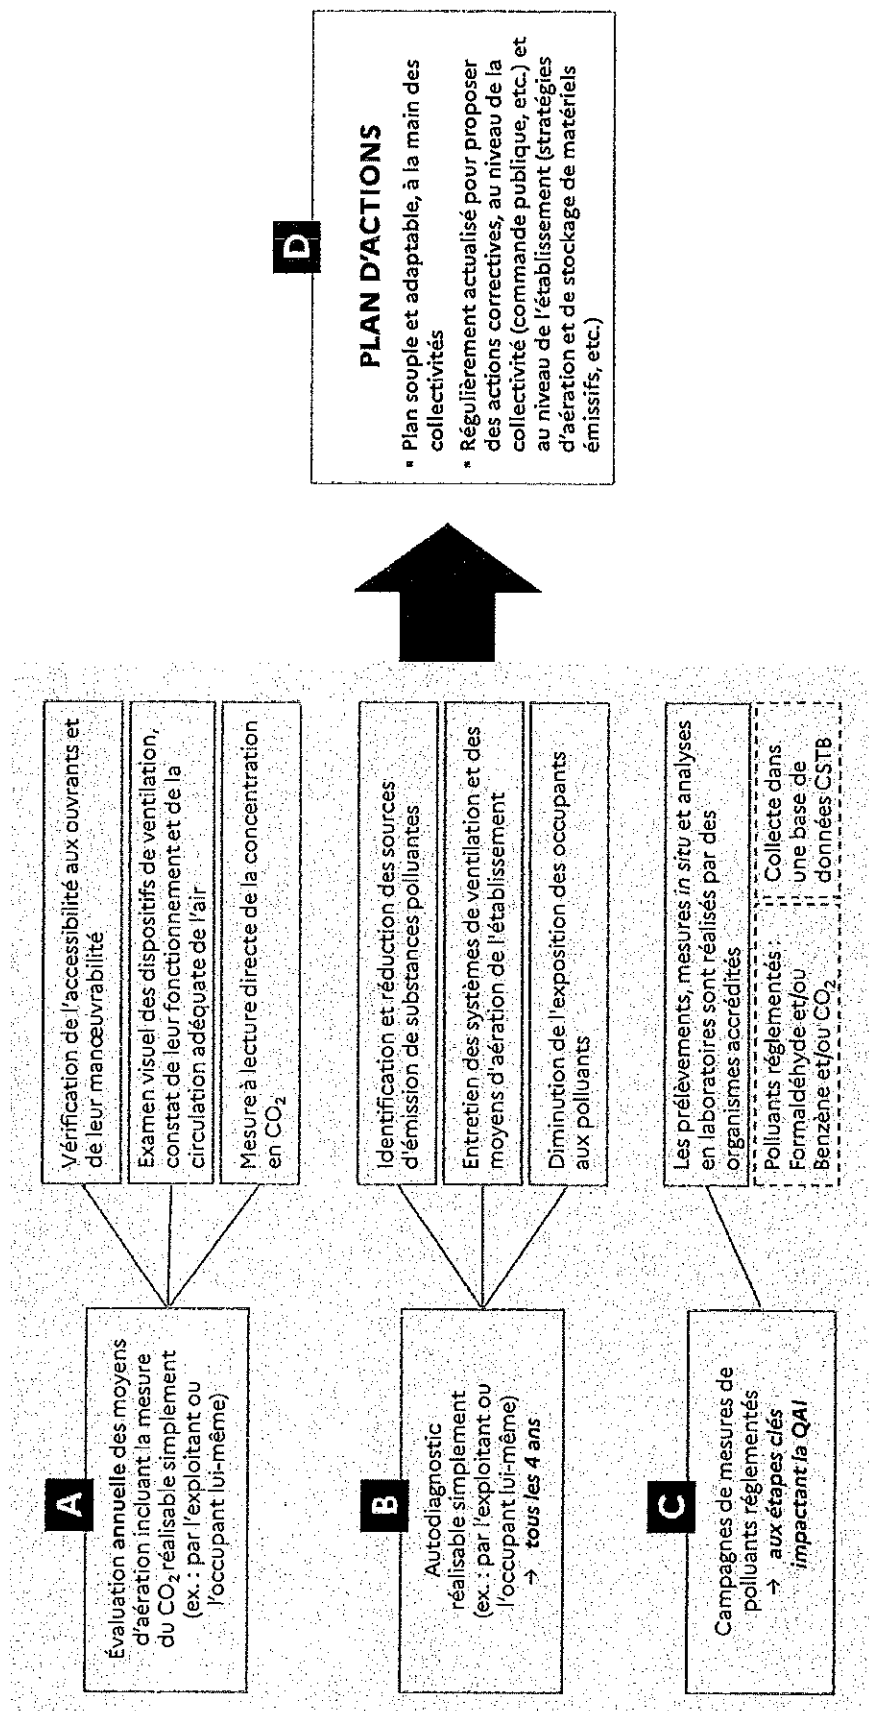 A
Évaluation annuelle des moyens
d'aération incluant la mesure
du CO₂ réalisable simplement
(ex. : par l'exploitant ou
l'occupant lui-même)
Vérification de l'accessibilité aux ouvrants et
de leur manœuvrabilité
Examen visuel des dispositifs de ventilation,
constat de leur fonctionnement et de la
circulation adéquate de l'air
Mesure à lecture directe de la concentration
en CO₂
B
Autodiagnostic
réalisable simplement
(ex. : par l'exploitant ou
l'occupant lui-même)
→ tous les 4 ans
Identification et réduction des sources
d'émission de substances polluantes
Entretien des systèmes de ventilation et des
moyens d'aération de l'établissement
Diminution de l'exposition des occupants
aux polluants
C
Campagnes de mesures de
polluants réglementés
→ aux étapes clés
impactant la QAI
Les prélèvements, mesures in situ et analyses
en laboratoires sont réalisés par des
organismes accrédités
Polluants réglementés :
Formaldéhyde et/ou
Benzène et/ou CO₂
Collecte dans
une base de
données CSTB
D
PLAN D'ACTIONS
▪ Plan souple et adaptable, à la main des
collectivités
▪ Régulièrement actualisé pour proposer
des actions correctives, au niveau de la
collectivité (commande publique, etc.) et
au niveau de l'établissement (stratégies
d'aération et de stockage de matériels
émissifs, etc.)